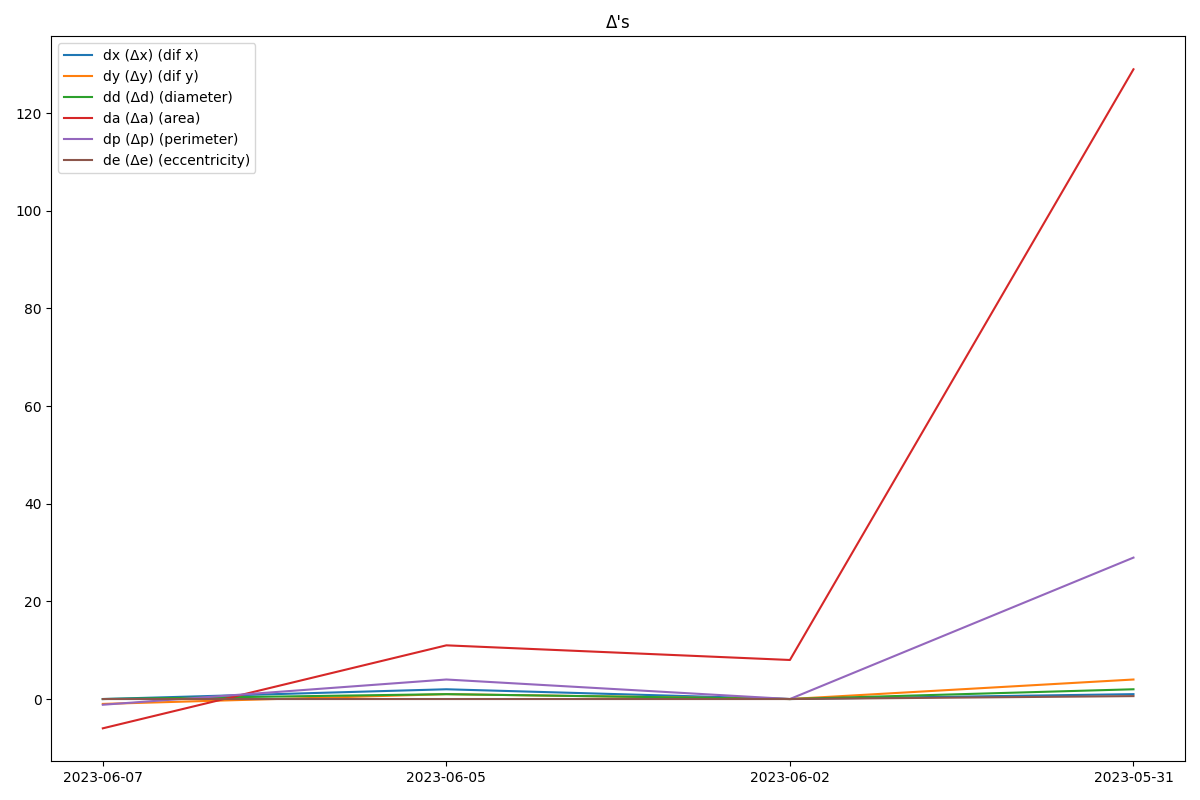 Δ's
dx (Δx) (dif x)
dy (Δy) (dif y)
dd (Δd) (diameter)
da (Δa) (area)
dp (Δp) (perimeter)
de (Δe) (eccentricity)
120
100
80
60
40
20
0
2023-06-07 2023-06-05 2023-06-02 2023-05-31